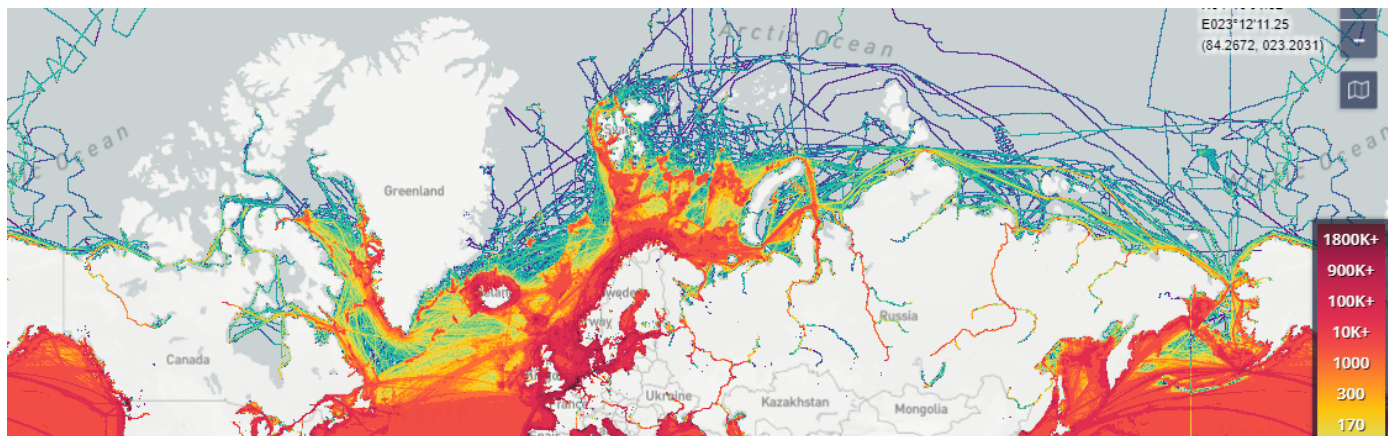 Arctic Ocean
E023°12'11.25
(84.2672, 023.2031)
-
Ocean
Ocean
Greenland
Russia
Canada
Ukraine
Kazakhstan
Mongolia
1800K+
900K+
100K+
10K+
1000
300
170